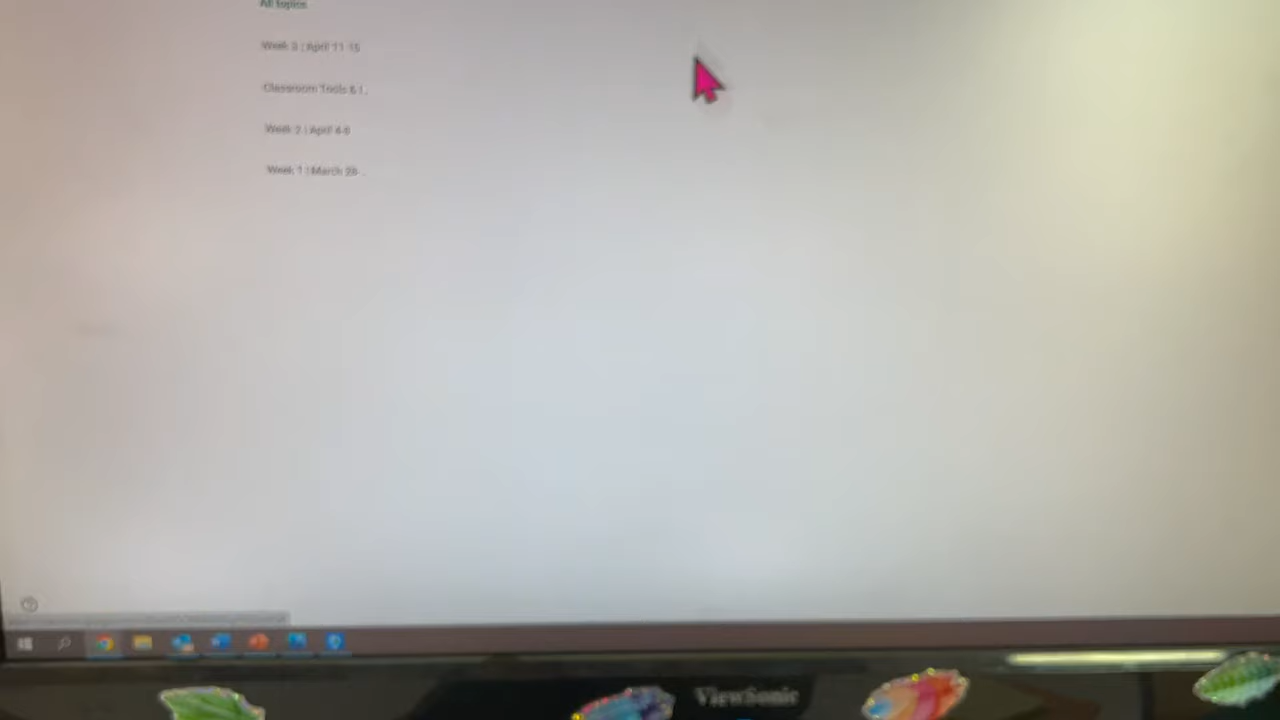 All topics
Week 3 | April 11-15
Classroom Tools & I...
Week 2 | April 4-8
Week 1 | March 28 ...
ViewSonic